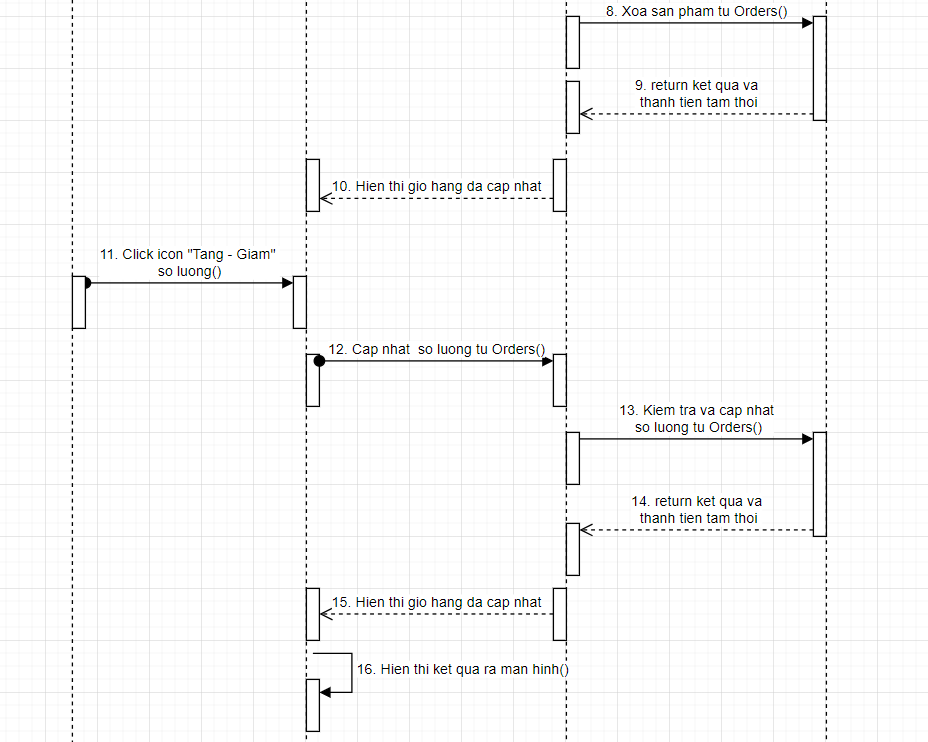 8. Xoa san pham tu Orders()
9. return ket qua va
thanh tien tam thoi
10. Hien thi gio hang da cap nhat
11. Click icon "Tang - Giam"
so luong()
12. Cap nhat  so luong tu Orders()
13. Kiem tra va cap nhat
so luong tu Orders()
14. return ket qua va
thanh tien tam thoi
15. Hien thi gio hang da cap nhat
16. Hien thi ket qua ra man hinh()